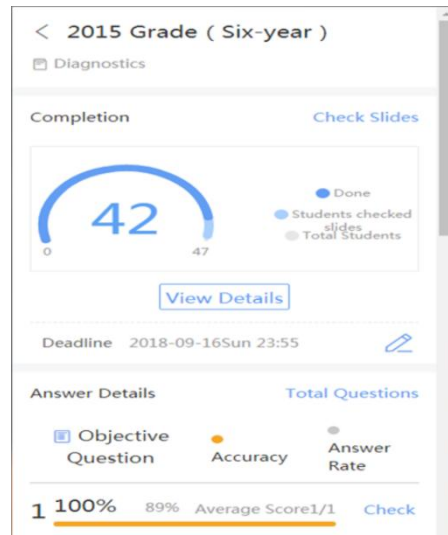 < 2015 Grade ( Six-year )
Diagnostics
Completion Check Slides
42
0 47
Done
Students checked
slides
Total Students
View Details
Deadline 2018-09-16Sun 23:55
Answer Details Total Questions
Objective
Question
Accuracy
Answer
Rate
1 100% 89% Average Score1/1 Check